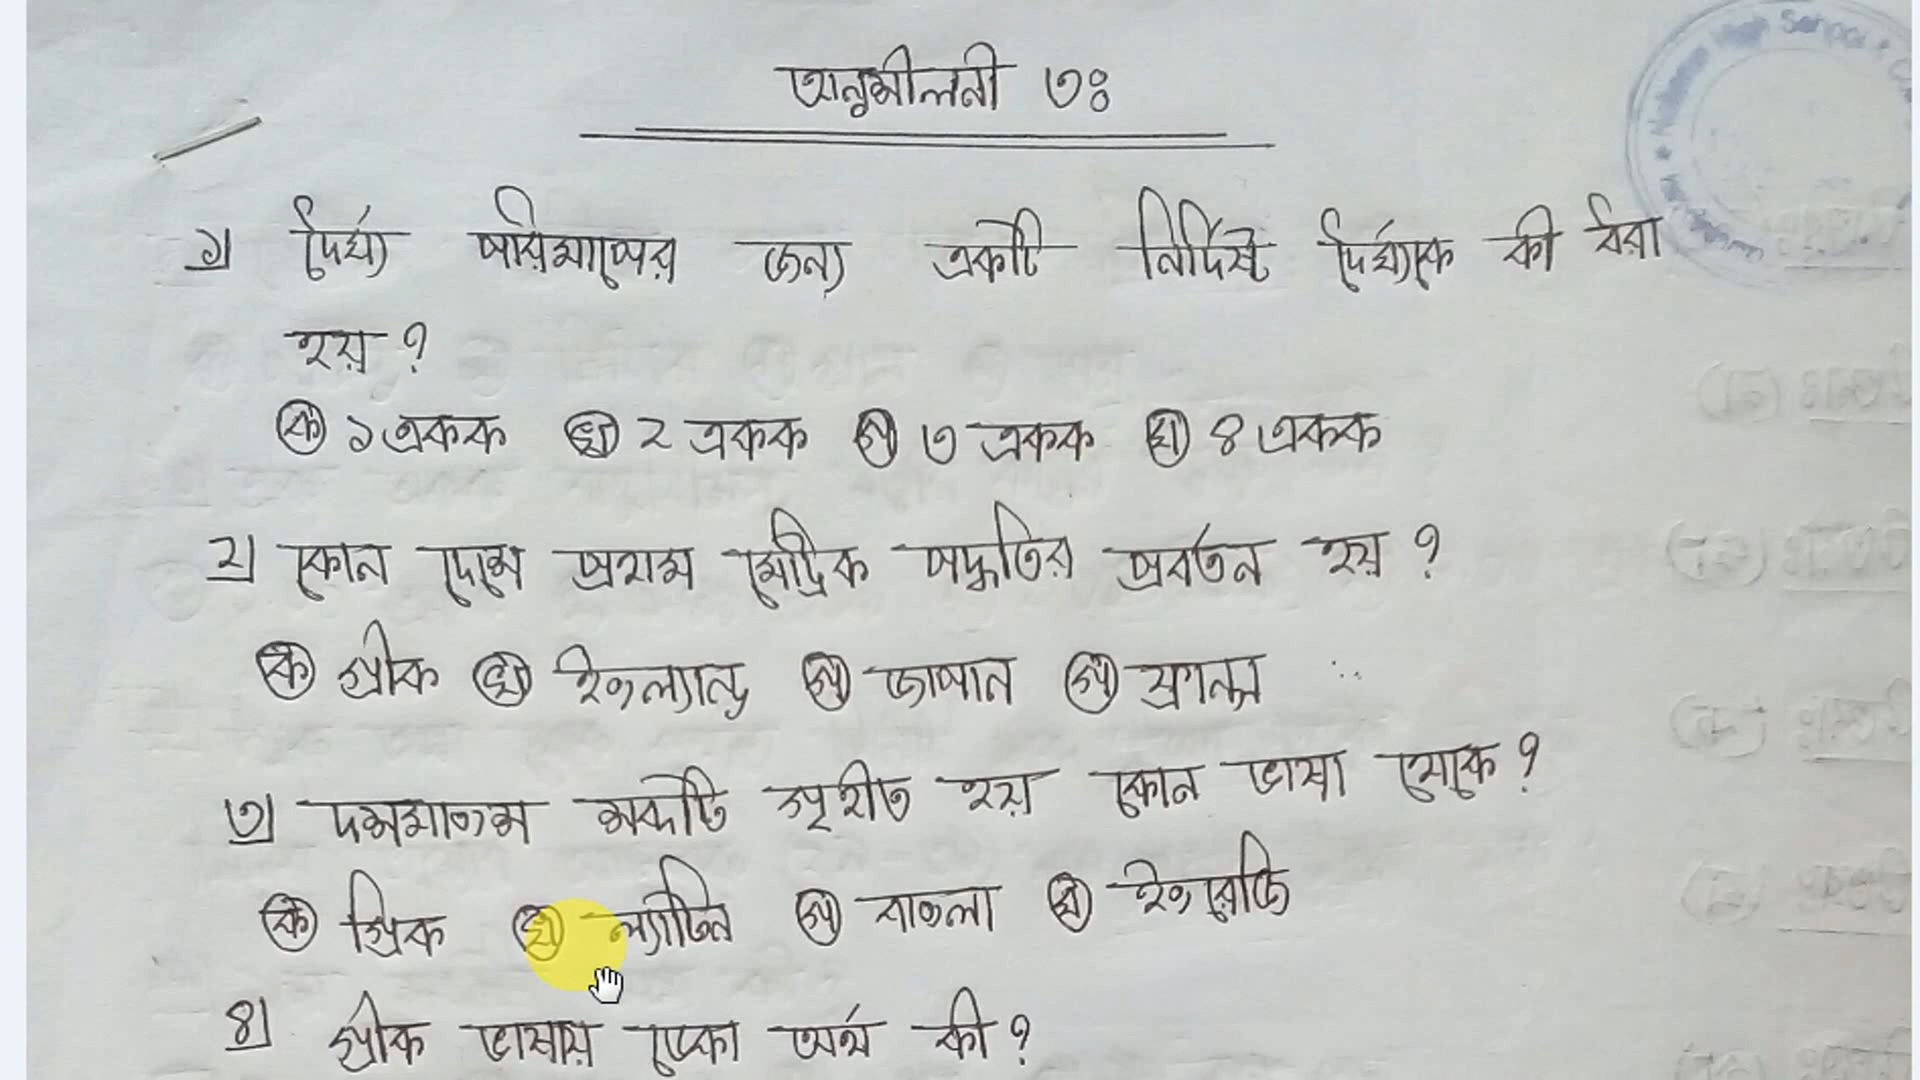 অনুশীলনী ৩ঃ
১। দৈর্ঘ্য পরিমাপের জন্য একটি নির্দিষ্ট দৈর্ঘ্যকে কী ধরা
হয় ?
ক ১ একক খ ২ একক গ ৩ একক ঘ ৪ একক
২। কোন দেশে প্রথম মেট্রিক পদ্ধতির প্রবর্তন হয় ?
ক গ্রীক খ ইংল্যান্ড গ জাপান গ ফ্রান্স
৩। দশমাংশ শব্দটি গৃহীত হয় কোন ভাষা থেকে ?
ক গ্রিক খ ল্যাটিন গ বাংলা ঘ ইংরেজি
৪। গ্রীক ভাষায় ডেকা অর্থ কী ?